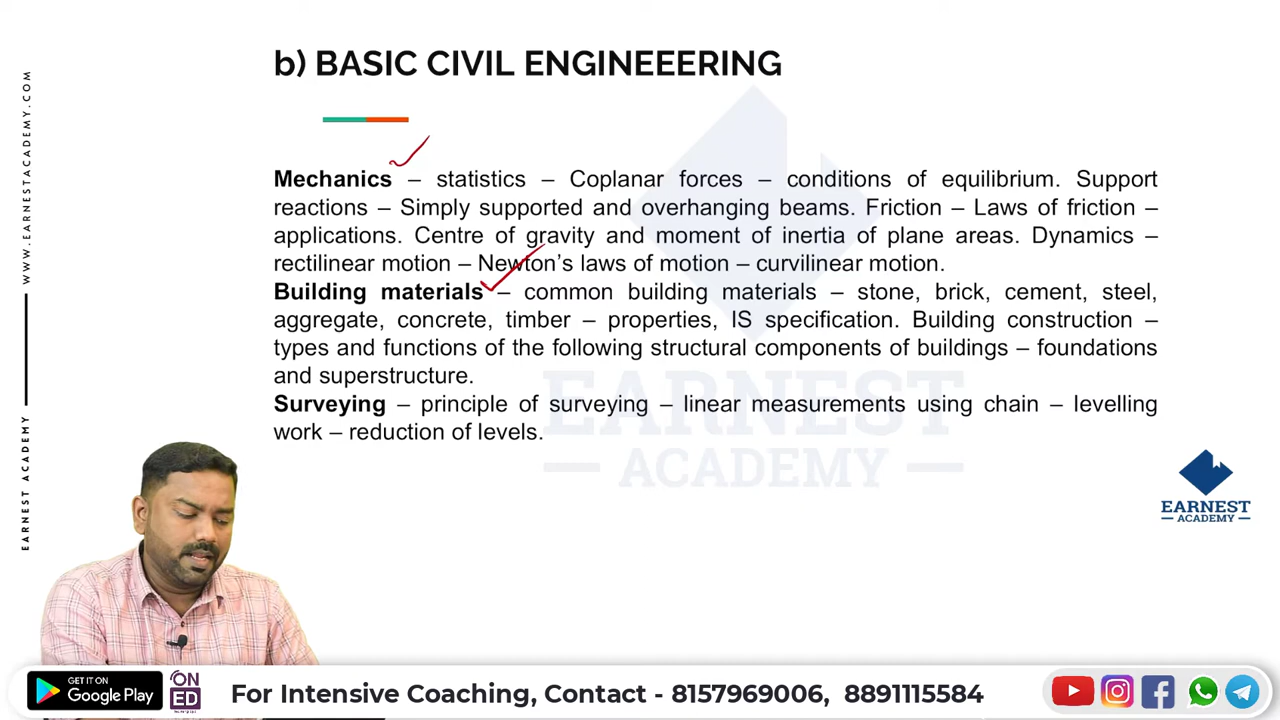 b) BASIC CIVIL ENGINEEERING
WWW.EARNESTACADEMY.COM
EARNEST ACADEMY
Mechanics – statistics – Coplanar forces – conditions of equilibrium. Support
reactions – Simply supported and overhanging beams. Friction – Laws of friction –
applications. Centre of gravity and moment of inertia of plane areas. Dynamics –
rectilinear motion – Newton's laws of motion – curvilinear motion.
Building materials – common building materials – stone, brick, cement, steel,
aggregate, concrete, timber – properties, IS specification. Building construction –
types and functions of the following structural components of buildings – foundations
and superstructure.
Surveying – principle of surveying – linear measurements using chain – levelling
work – reduction of levels.
EARNEST
ACADEMY
EARNEST
ACADEMY
GET IT ON
Google Play
ON
ED
For Intensive Coaching, Contact - 8157969006, 8891115584